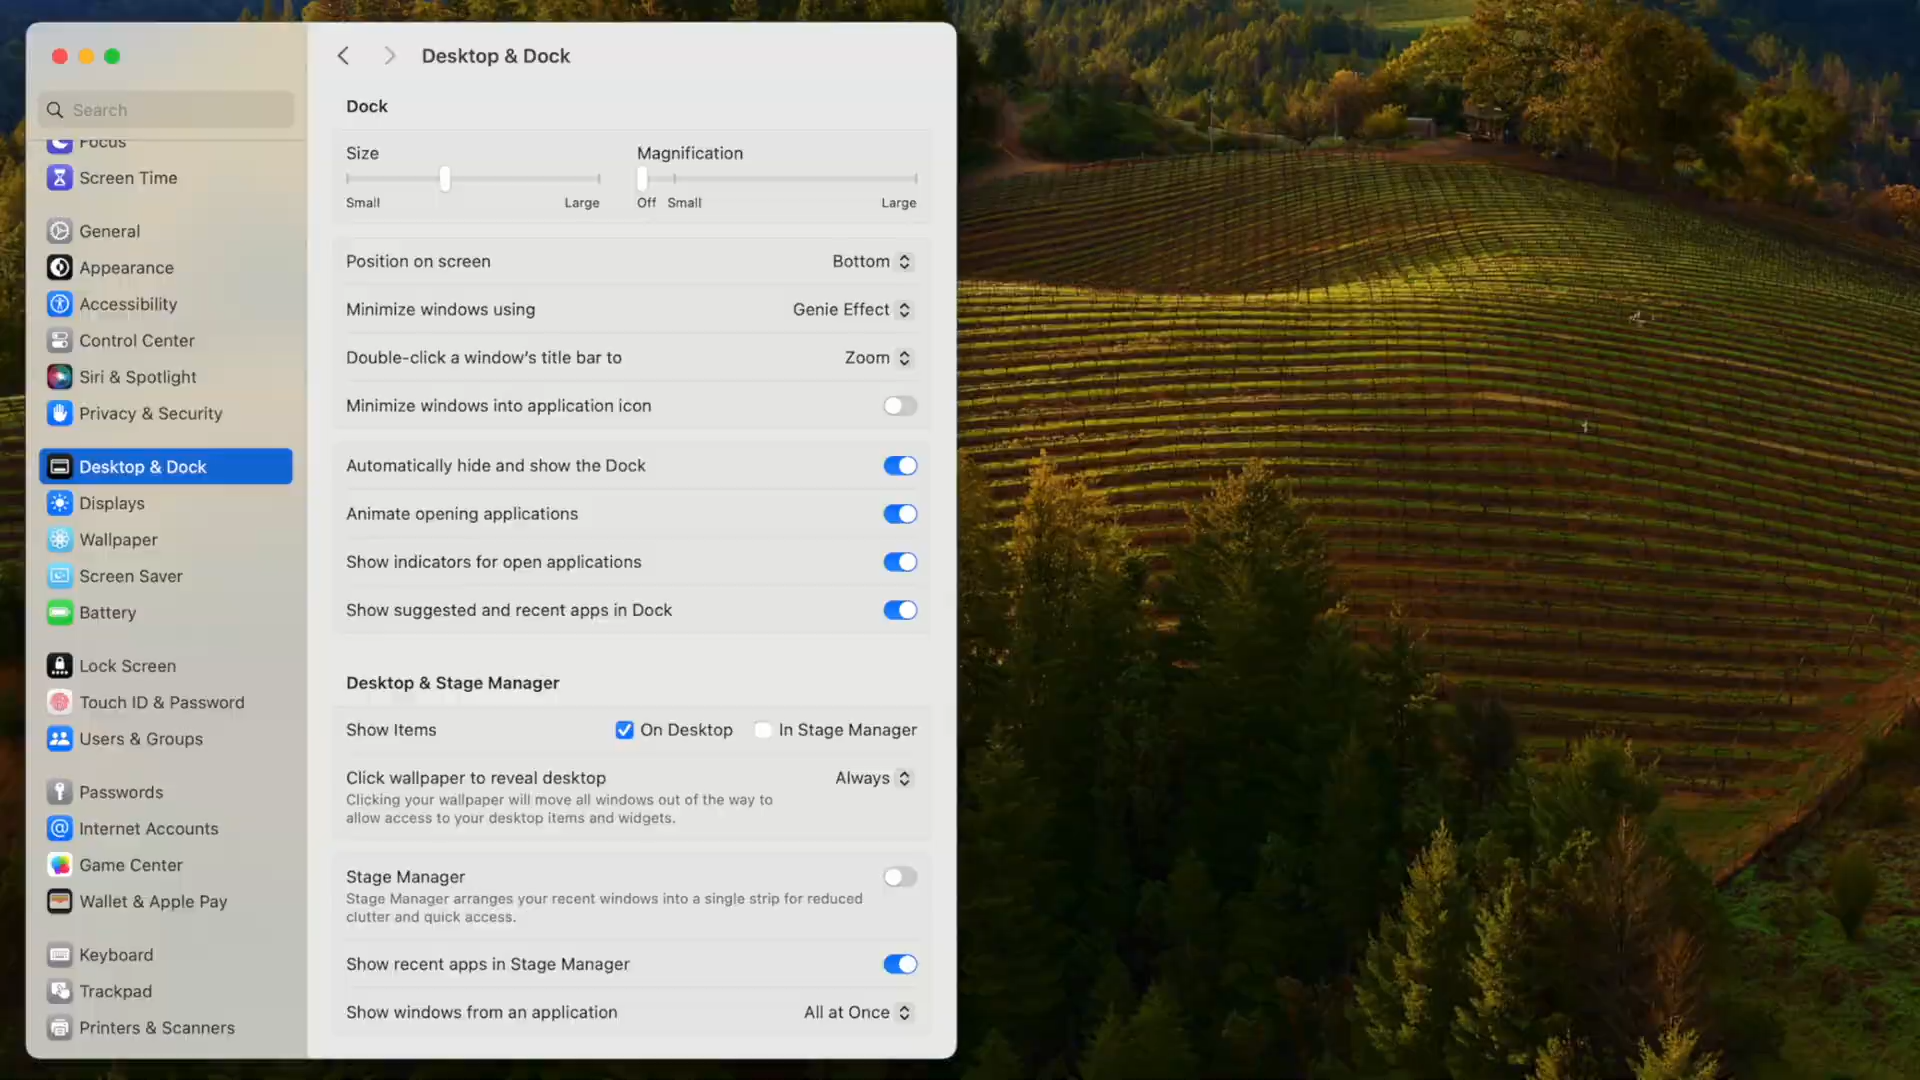 Desktop & Dock
Search
Focus
Screen Time
General
Appearance
Accessibility
Control Center
Siri & Spotlight
Privacy & Security
Desktop & Dock
Displays
Wallpaper
Screen Saver
Battery
Lock Screen
Touch ID & Password
Users & Groups
Passwords
Internet Accounts
Game Center
Wallet & Apple Pay
Keyboard
Trackpad
Printers & Scanners
Dock
Size Magnification
Small Large Off Small Large
Position on screen Bottom
Minimize windows using Genie Effect
Double-click a window's title bar to Zoom
Minimize windows into application icon
Automatically hide and show the Dock
Animate opening applications
Show indicators for open applications
Show suggested and recent apps in Dock
Desktop & Stage Manager
Show Items On Desktop In Stage Manager
Click wallpaper to reveal desktop Always
Clicking your wallpaper will move all windows out of the way to
allow access to your desktop items and widgets.
Stage Manager
Stage Manager arranges your recent windows into a single strip for reduced
clutter and quick access.
Show recent apps in Stage Manager
Show windows from an application All at Once